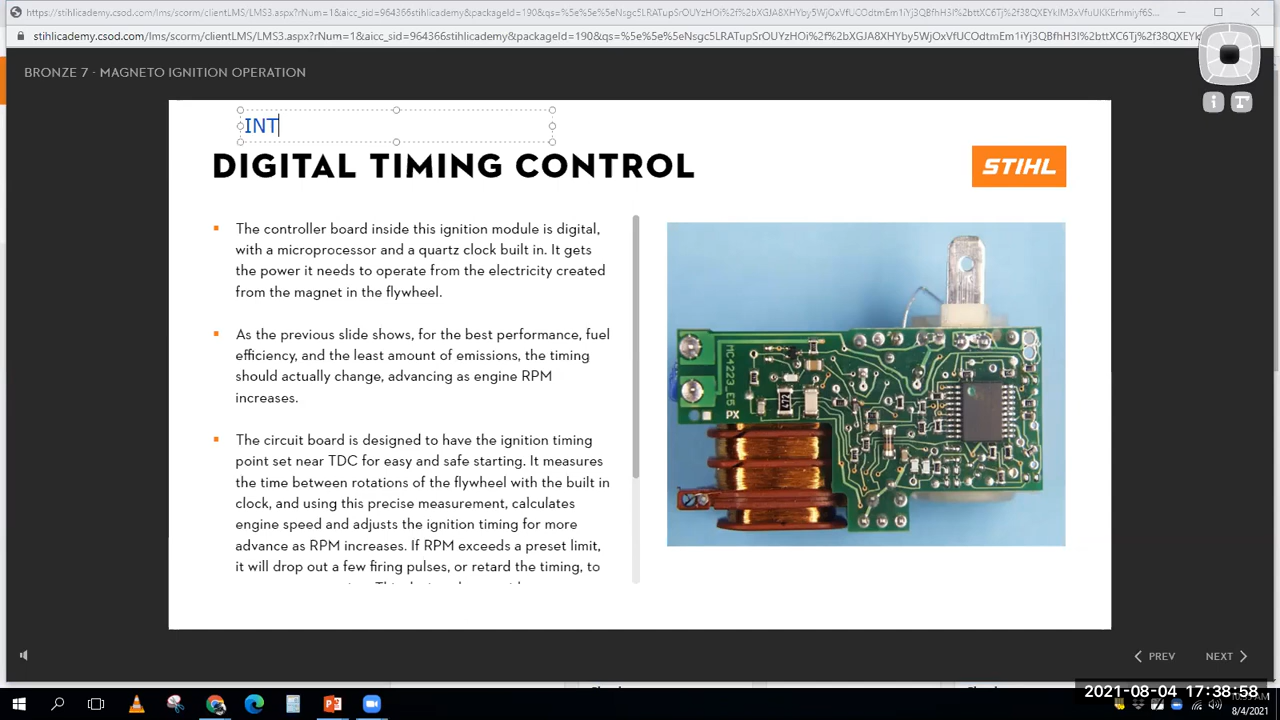 BRONZE 7 - MAGNETO IGNITION OPERATION
INT
DIGITAL TIMING CONTROL
STIHL
The controller board inside this ignition module is digital,
with a microprocessor and a quartz clock built in. It gets
the power it needs to operate from the electricity created
from the magnet in the flywheel.
As the previous slide shows, for the best performance, fuel
efficiency, and the least amount of emissions, the timing
should actually change, advancing as engine RPM
increases.
The circuit board is designed to have the ignition timing
point set near TDC for easy and safe starting. It measures
the time between rotations of the flywheel with the built in
clock, and using this precise measurement, calculates
engine speed and adjusts the ignition timing for more
advance as RPM increases. If RPM exceeds a preset limit,
it will drop out a few firing pulses, or retard the timing, to
MC4223_E5
PX
472
PREV
NEXT
2021-08-04 17:38:58
8/4/2021